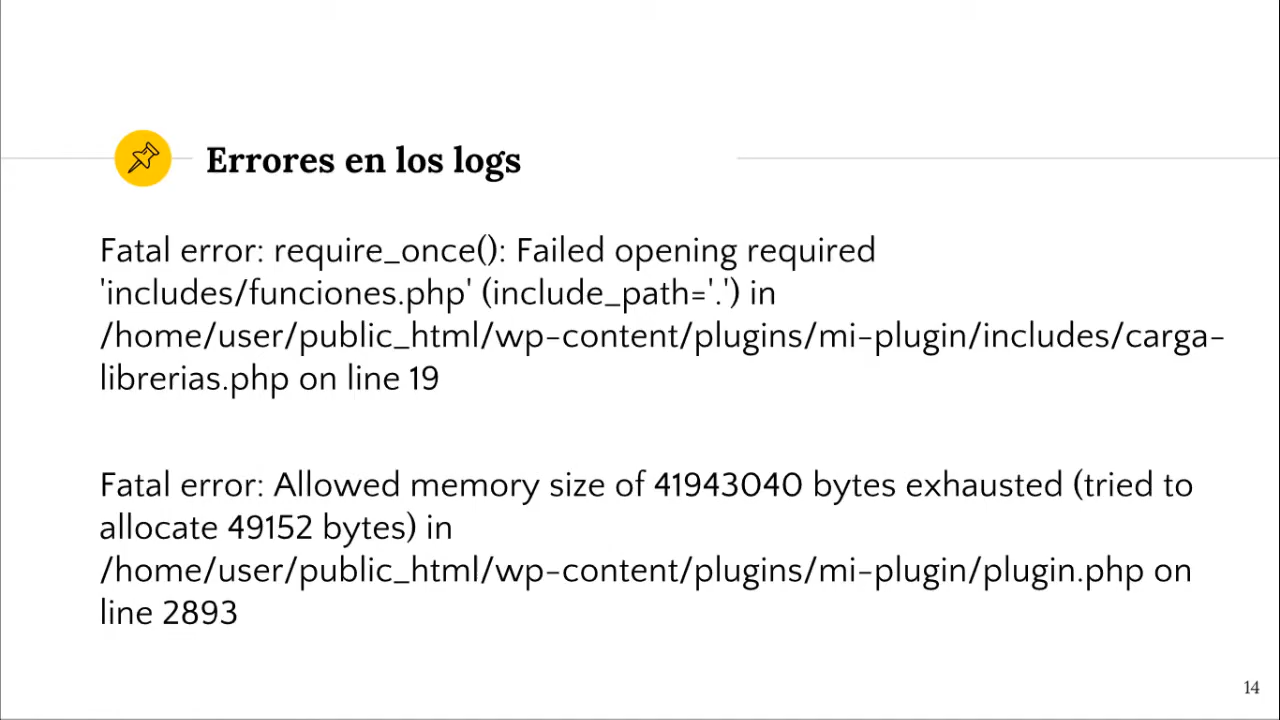 Errores en los logs
Fatal error: require_once(): Failed opening required
'includes/funciones.php' (include_path='.') in
/home/user/public_html/wp-content/plugins/mi-plugin/includes/carga-
librerias.php on line 19
Fatal error: Allowed memory size of 41943040 bytes exhausted (tried to
allocate 49152 bytes) in
/home/user/public_html/wp-content/plugins/mi-plugin/plugin.php on
line 2893
14